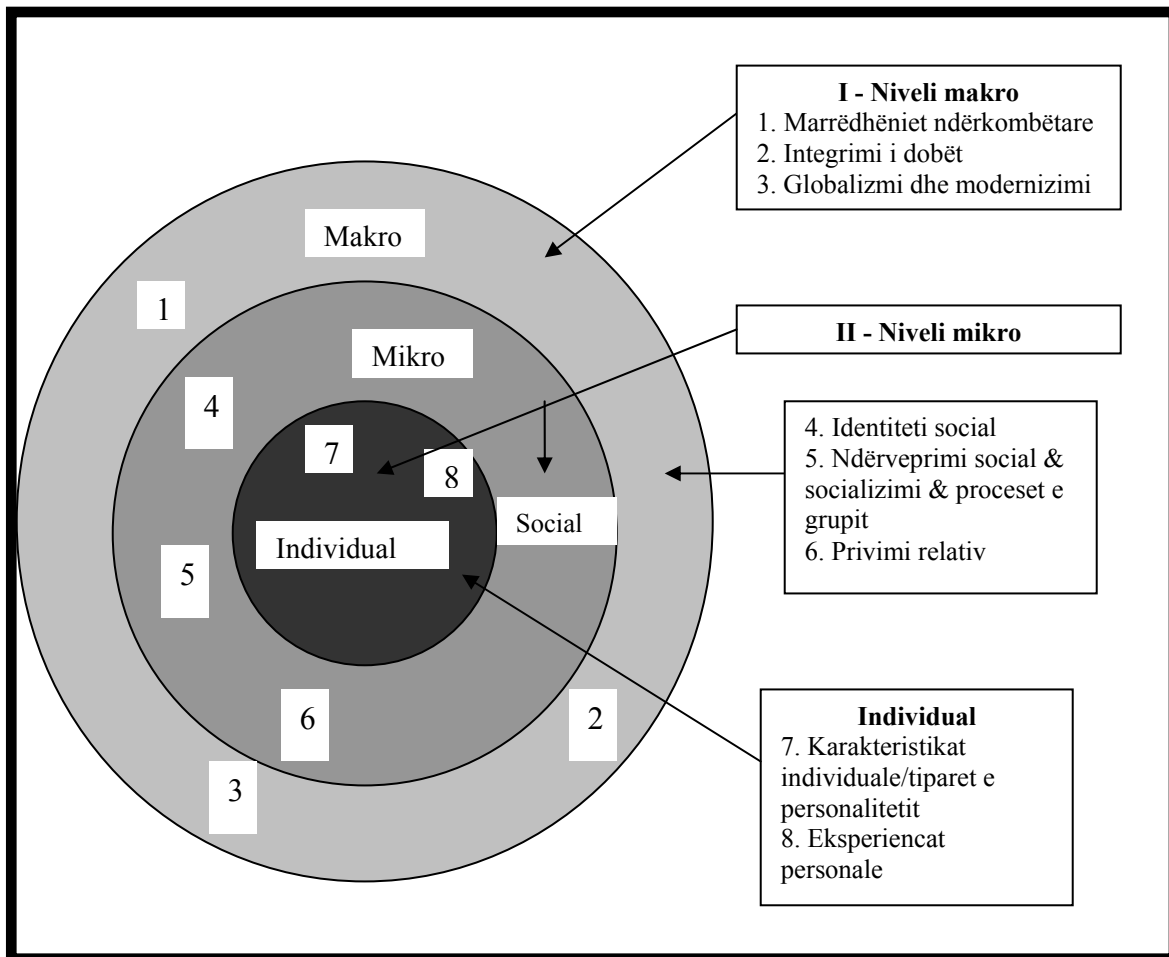 I - Niveli makro
1. Marrëdhëniet ndërkombëtare
2. Integrimi i dobët
3. Globalizmi dhe modernizimi
Makro
1
II - Niveli mikro
Mikro
4
4. Identiteti social
5. Ndërveprimi social &
socializimi & proceset e
grupit
6. Privimi relativ
7
8
Social
Individual
5
6
2
3
Individual
7. Karakteristikat
individuale/tiparet e
personalitetit
8. Eksperiencat
personale